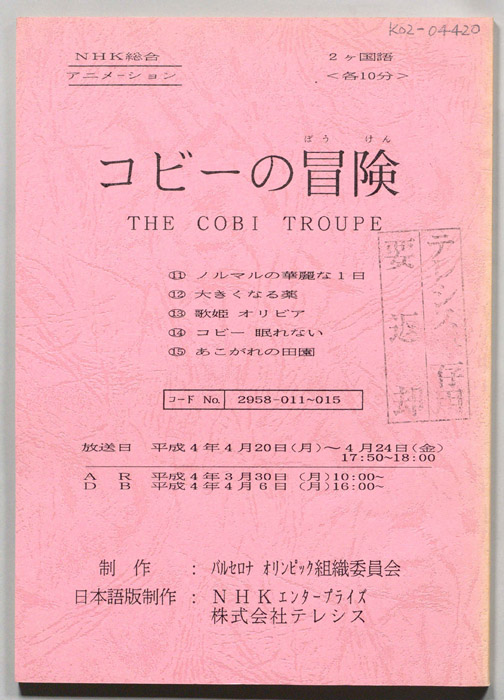 K02-04420
NHK総合 2ヶ国語
アニメーション <各10分>
ぼう けん
コビーの冒険
THE COBI TROUPE
⑪ ノルマルの華麗な1日
⑫ 大きくなる薬
⑬ 歌姫 オリビア
⑭ コビー 眠れない
⑮ あこがれの田園
コード No. 2958-011~015
放送日 平成4年4月20日(月)~4月24日(金)
17:50~18:00
AR 平成4年3月30日(月)10:00~
DB 平成4年4月6日(月)16:00~
テレシス
要返却
制作 : バルセロナ オリンピック組織委員会
日本語版制作 : NHKエンタープライズ
株式会社テレシス